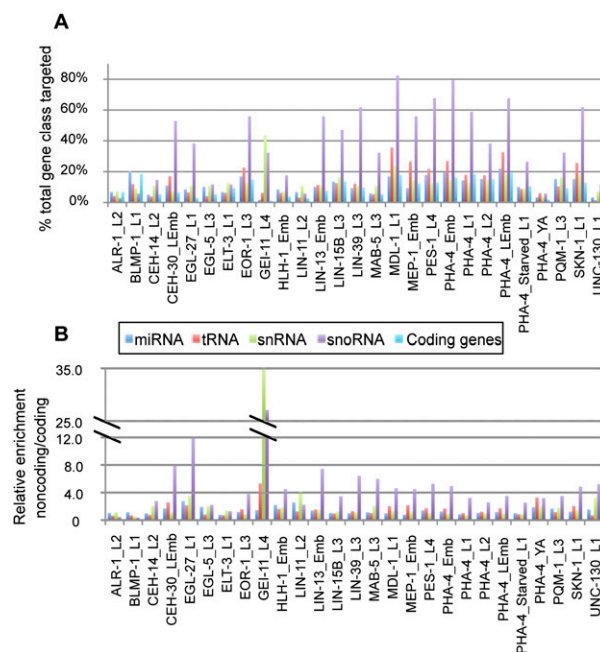 A
% total gene class targeted
80%
60%
40%
20%
0%
ALR-1_L2
BLMP-1_L1
CEH-14_L2
CEH-30_LEmb
EGL-27_L1
EGL-5_L3
ELT-3_L1
EOR-1_L3
GEI-11_L4
HLH-1_Emb
LIN-11_L2
LIN-13_Emb
LIN-15B_L3
LIN-39_L3
MAB-5_L3
MDL-1_L1
MEP-1_Emb
PES-1_L4
PHA-4_Emb
PHA-4_L1
PHA-4_L2
PHA-4_LEmb
PHA-4_Starved_L1
PHA-4_YA
PQM-1_L3
SKN-1_L1
UNC-130_L1
B
miRNA tRNA snRNA snoRNA Coding genes
Relative enrichment
noncoding/coding
35.0
25.0
12.0
8.0
4.0
0
ALR-1_L2
BLMP-1_L1
CEH-14_L2
CEH-30_LEmb
EGL-27_L1
EGL-5_L3
ELT-3_L1
EOR-1_L3
GEI-11_L4
HLH-1_Emb
LIN-11_L2
LIN-13_Emb
LIN-15B_L3
LIN-39_L3
MAB-5_L3
MDL-1_L1
MEP-1_Emb
PES-1_L4
PHA-4_Emb
PHA-4_L1
PHA-4_L2
PHA-4_LEmb
PHA-4_Starved_L1
PHA-4_YA
PQM-1_L3
SKN-1_L1
UNC-130_L1